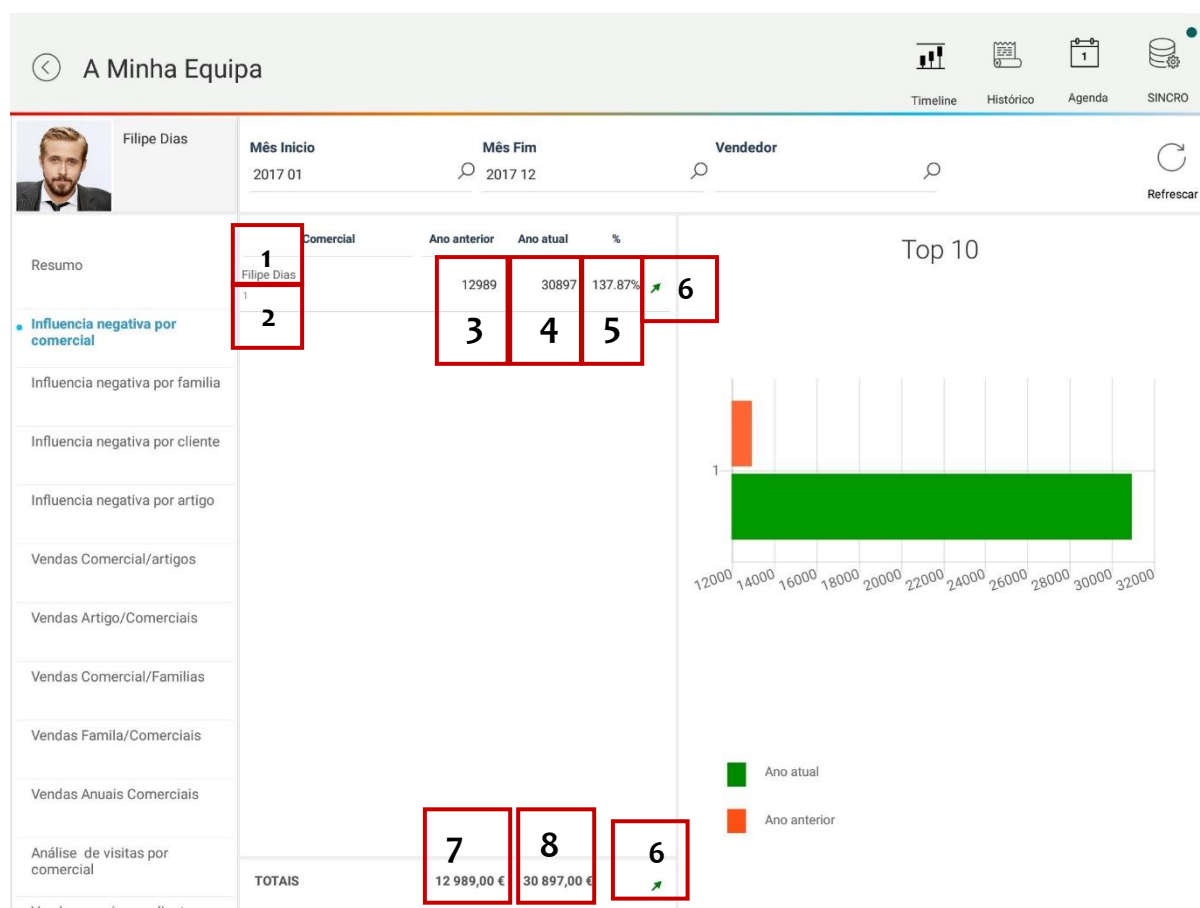 A Minha Equipa
1
Timeline
Histórico
Agenda
SINCRO
Filipe Dias
Mês Inicio
Mês Fim
Vendedor
2017 01
2017 12
Refrescar
Resumo
Influencia negativa por
comercial
Influencia negativa por familia
Influencia negativa por cliente
Influencia negativa por artigo
Vendas Comercial/artigos
Vendas Artigo/Comerciais
Vendas Comercial/Familias
Vendas Famila/Comerciais
Vendas Anuais Comerciais
Análise de visitas por
comercial
Comercial
Ano anterior
Ano atual
%
1
Filipe Dias
1
2
12989
30897
137.87%
6
3
4
5
7
8
6
TOTAIS
12 989,00 €
30 897,00 €
Top 10
1
12000
14000
16000
18000
20000
22000
24000
26000
28000
30000
32000
Ano atual
Ano anterior